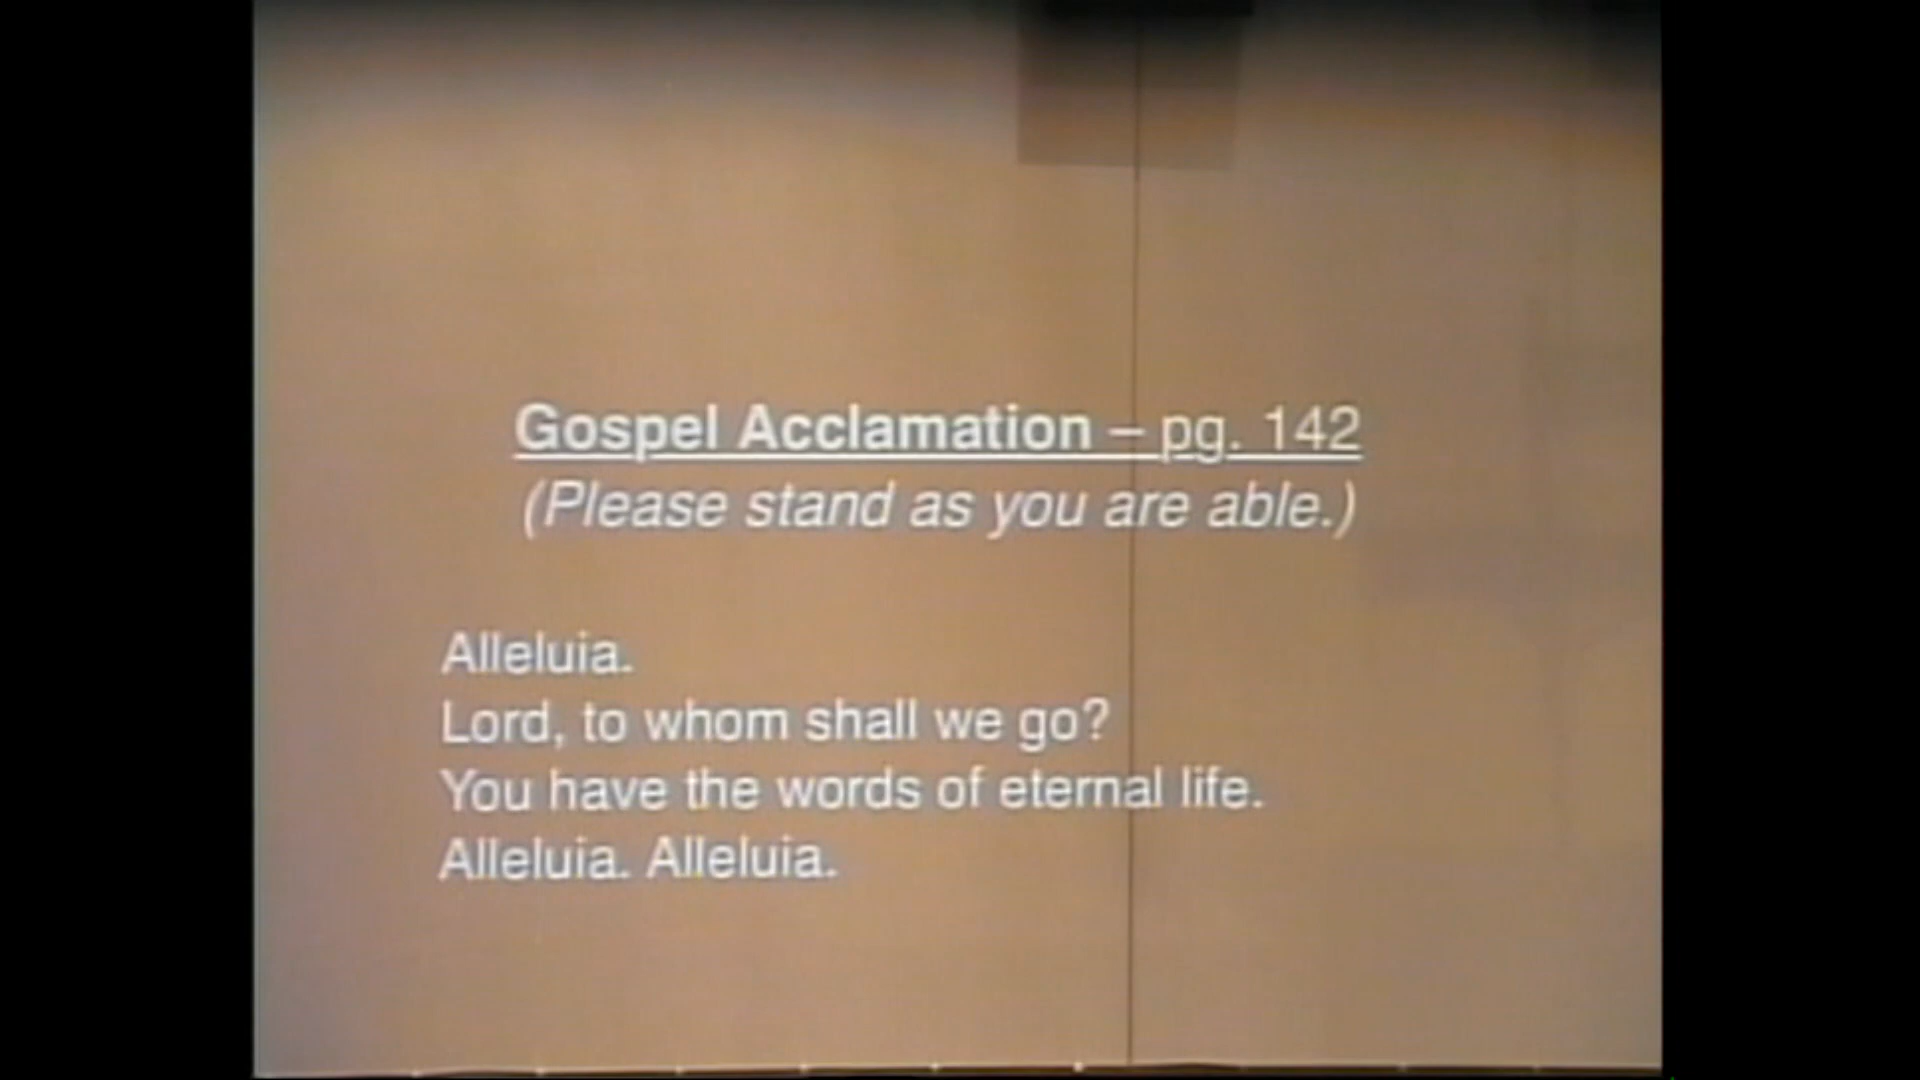 Gospel Acclamation – pg. 142
(Please stand as you are able.)
Alleluia.
Lord, to whom shall we go?
You have the words of eternal life.
Alleluia. Alleluia.